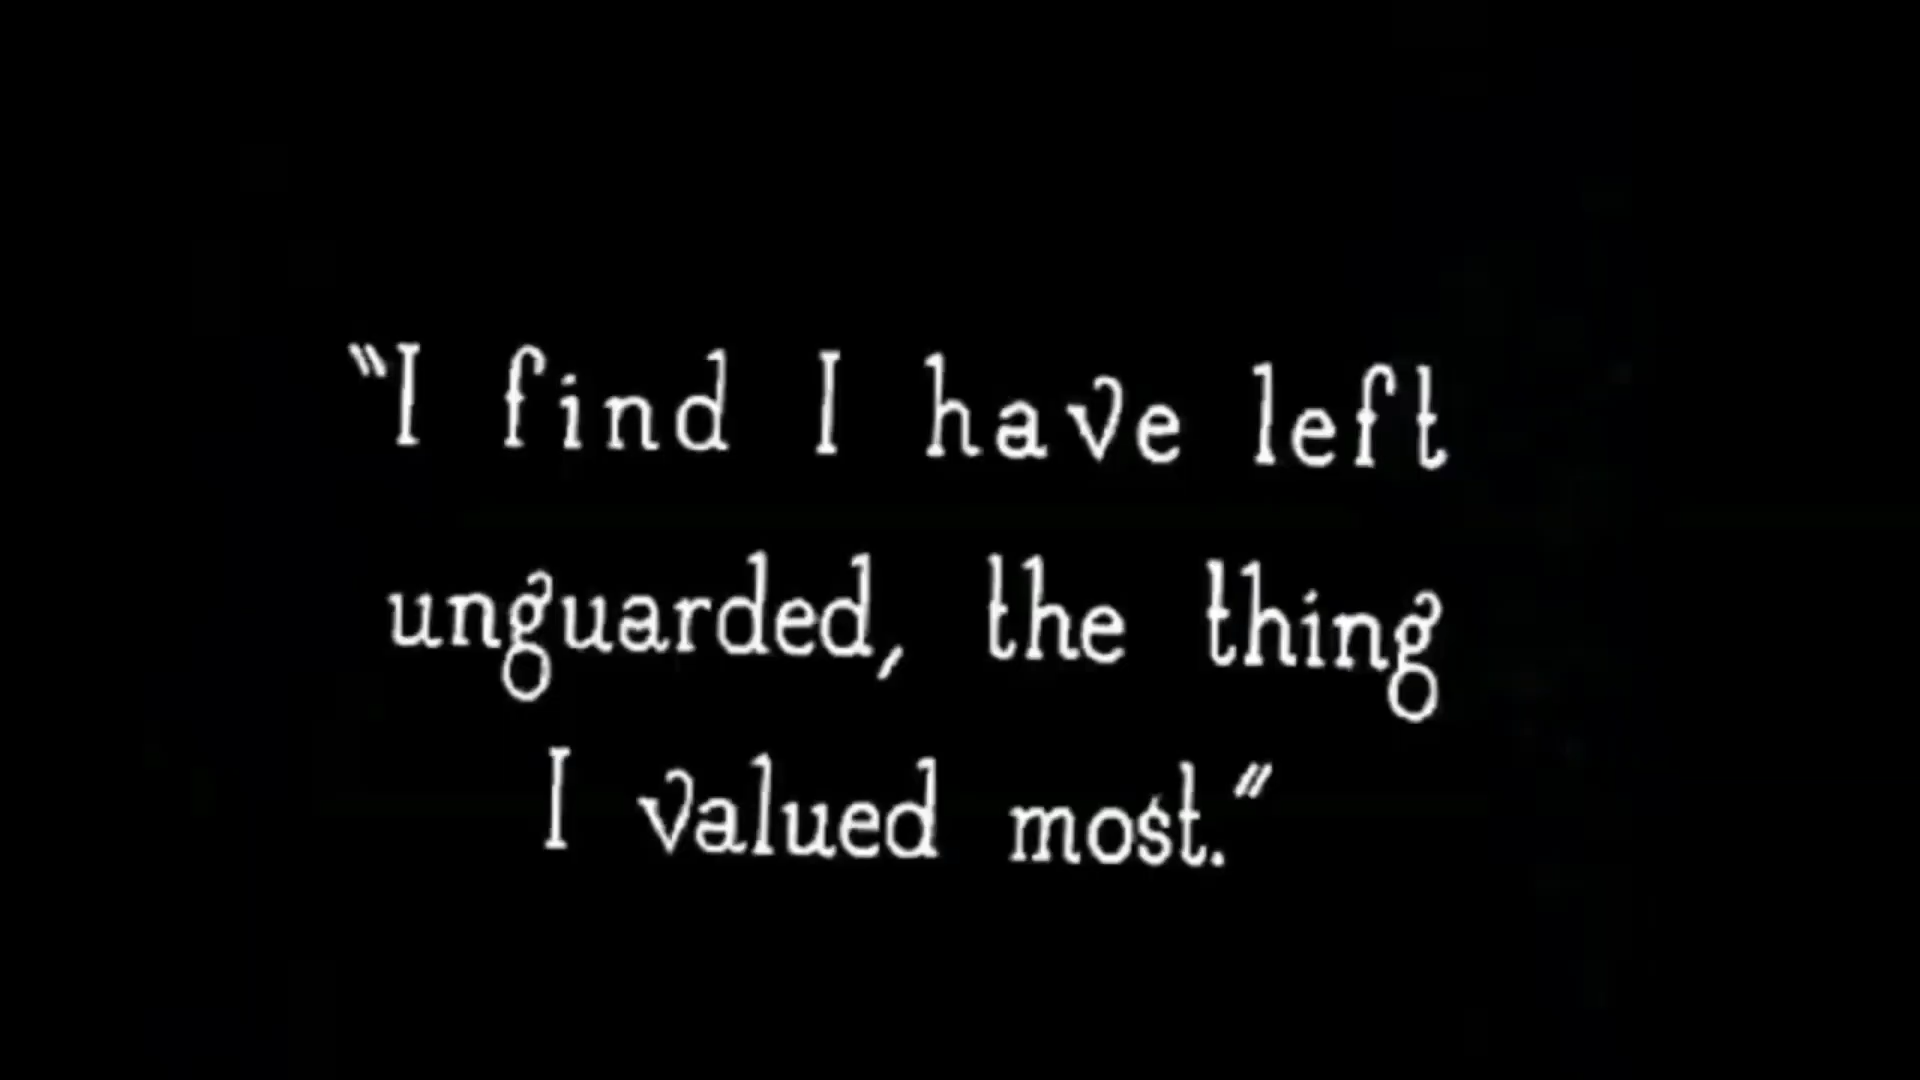 "I find I have left
unguarded, the thing
I valued most."